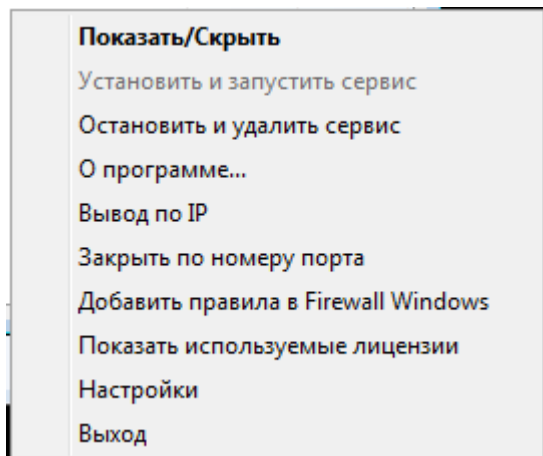 Показать/Скрыть
Установить и запустить сервис
Остановить и удалить сервис
О программе...
Вывод по IP
Закрыть по номеру порта
Добавить правила в Firewall Windows
Показать используемые лицензии
Настройки
Выход